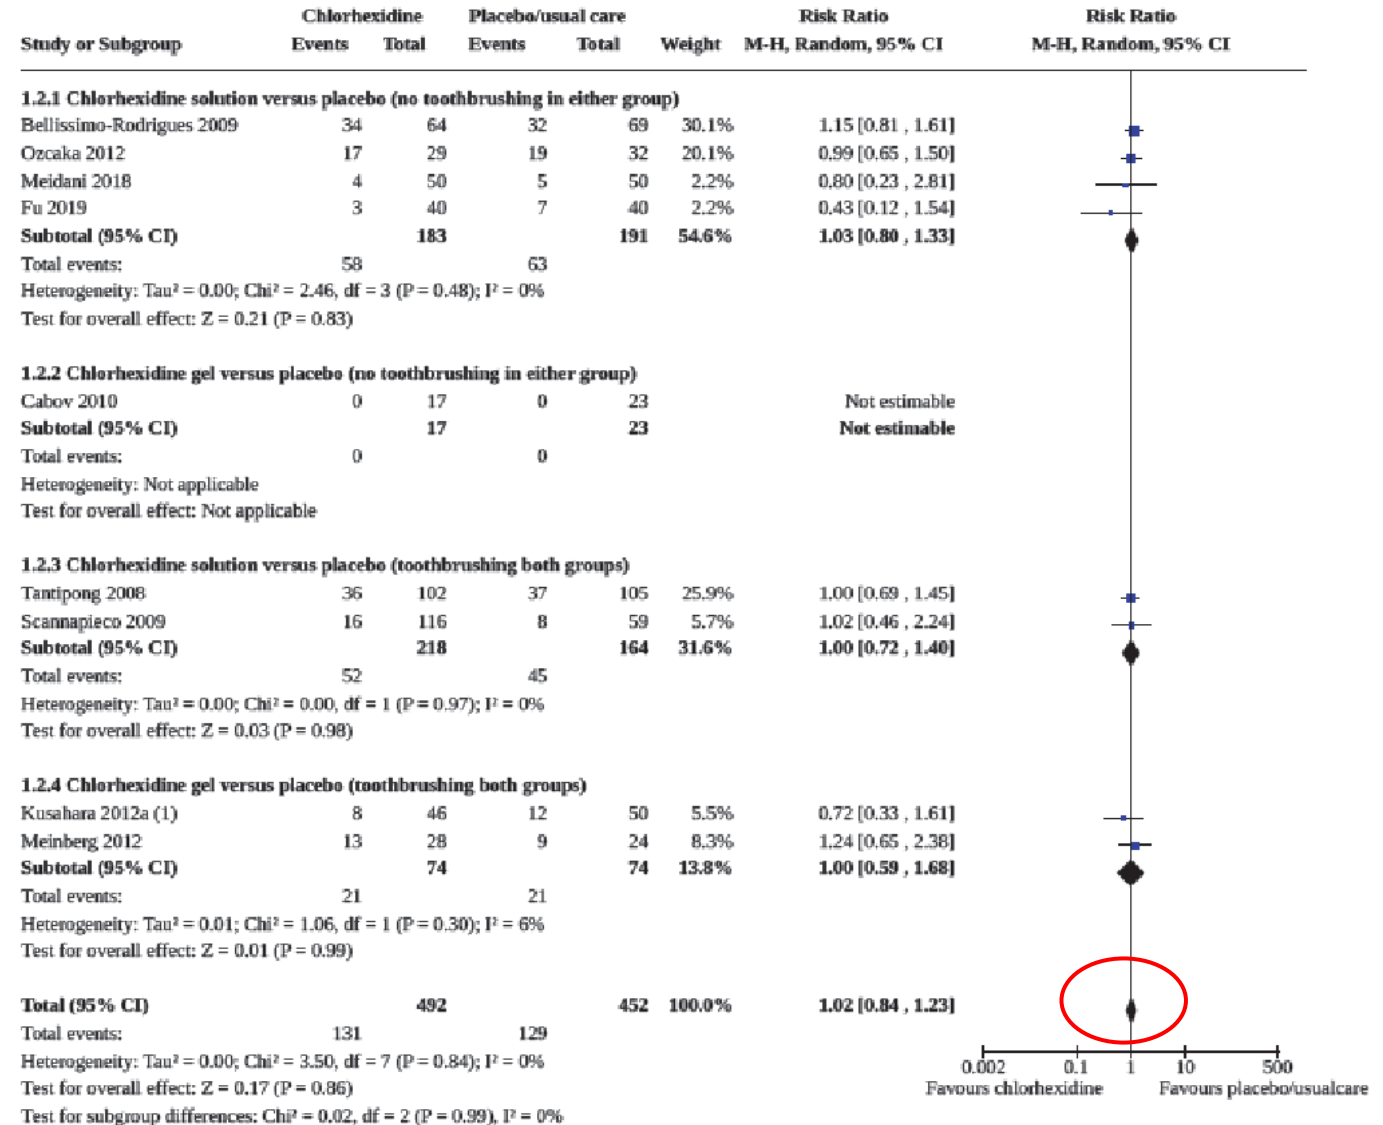 Chlorhexidine Placebo/usual care Risk Ratio Risk Ratio
Study or Subgroup Events Total Events Total Weight M-H, Random, 95% CI M-H, Random, 95% CI
1.2.1 Chlorhexidine solution versus placebo (no toothbrushing in either group)
Bellissimo-Rodrigues 2009 34 64 32 69 30.1% 1.15 [0.81 , 1.61]
Ozcaka 2012 17 29 19 32 20.1% 0.99 [0.65 , 1.50]
Meidani 2018 4 50 5 50 2.2% 0.80 [0.23 , 2.81]
Fu 2019 3 40 7 40 2.2% 0.43 [0.12 , 1.54]
Subtotal (95% CI) 183 191 54.6% 1.03 [0.80 , 1.33]
Total events: 58 63
Heterogeneity: Tau² = 0.00; Chi² = 2.46, df = 3 (P = 0.48); I² = 0%
Test for overall effect: Z = 0.21 (P = 0.83)
1.2.2 Chlorhexidine gel versus placebo (no toothbrushing in either group)
Cabov 2010 0 17 0 23 Not estimable
Subtotal (95% CI) 17 23 Not estimable
Total events: 0 0
Heterogeneity: Not applicable
Test for overall effect: Not applicable
1.2.3 Chlorhexidine solution versus placebo (toothbrushing both groups)
Tantipong 2008 36 102 37 105 25.9% 1.00 [0.69 , 1.45]
Scannapieco 2009 16 116 8 59 5.7% 1.02 [0.46 , 2.24]
Subtotal (95% CI) 218 164 31.6% 1.00 [0.72 , 1.40]
Total events: 52 45
Heterogeneity: Tau² = 0.00; Chi² = 0.00, df = 1 (P = 0.97); I² = 0%
Test for overall effect: Z = 0.03 (P = 0.98)
1.2.4 Chlorhexidine gel versus placebo (toothbrushing both groups)
Kusahara 2012a (1) 8 46 12 50 5.5% 0.72 [0.33 , 1.61]
Meinberg 2012 13 28 9 24 8.3% 1.24 [0.65 , 2.38]
Subtotal (95% CI) 74 74 13.8% 1.00 [0.59 , 1.68]
Total events: 21 21
Heterogeneity: Tau² = 0.01; Chi² = 1.06, df = 1 (P = 0.30); I² = 6%
Test for overall effect: Z = 0.01 (P = 0.99)
Total (95% CI) 492 452 100.0% 1.02 [0.84 , 1.23]
Total events: 131 129
Heterogeneity: Tau² = 0.00; Chi² = 3.50, df = 7 (P = 0.84); I² = 0%
0.002 0.1 1 10 500
Test for overall effect: Z = 0.17 (P = 0.86)
Favours chlorhexidine Favours placebo/usualcare
Test for subgroup differences: Chi² = 0.02, df = 2 (P = 0.99), I² = 0%